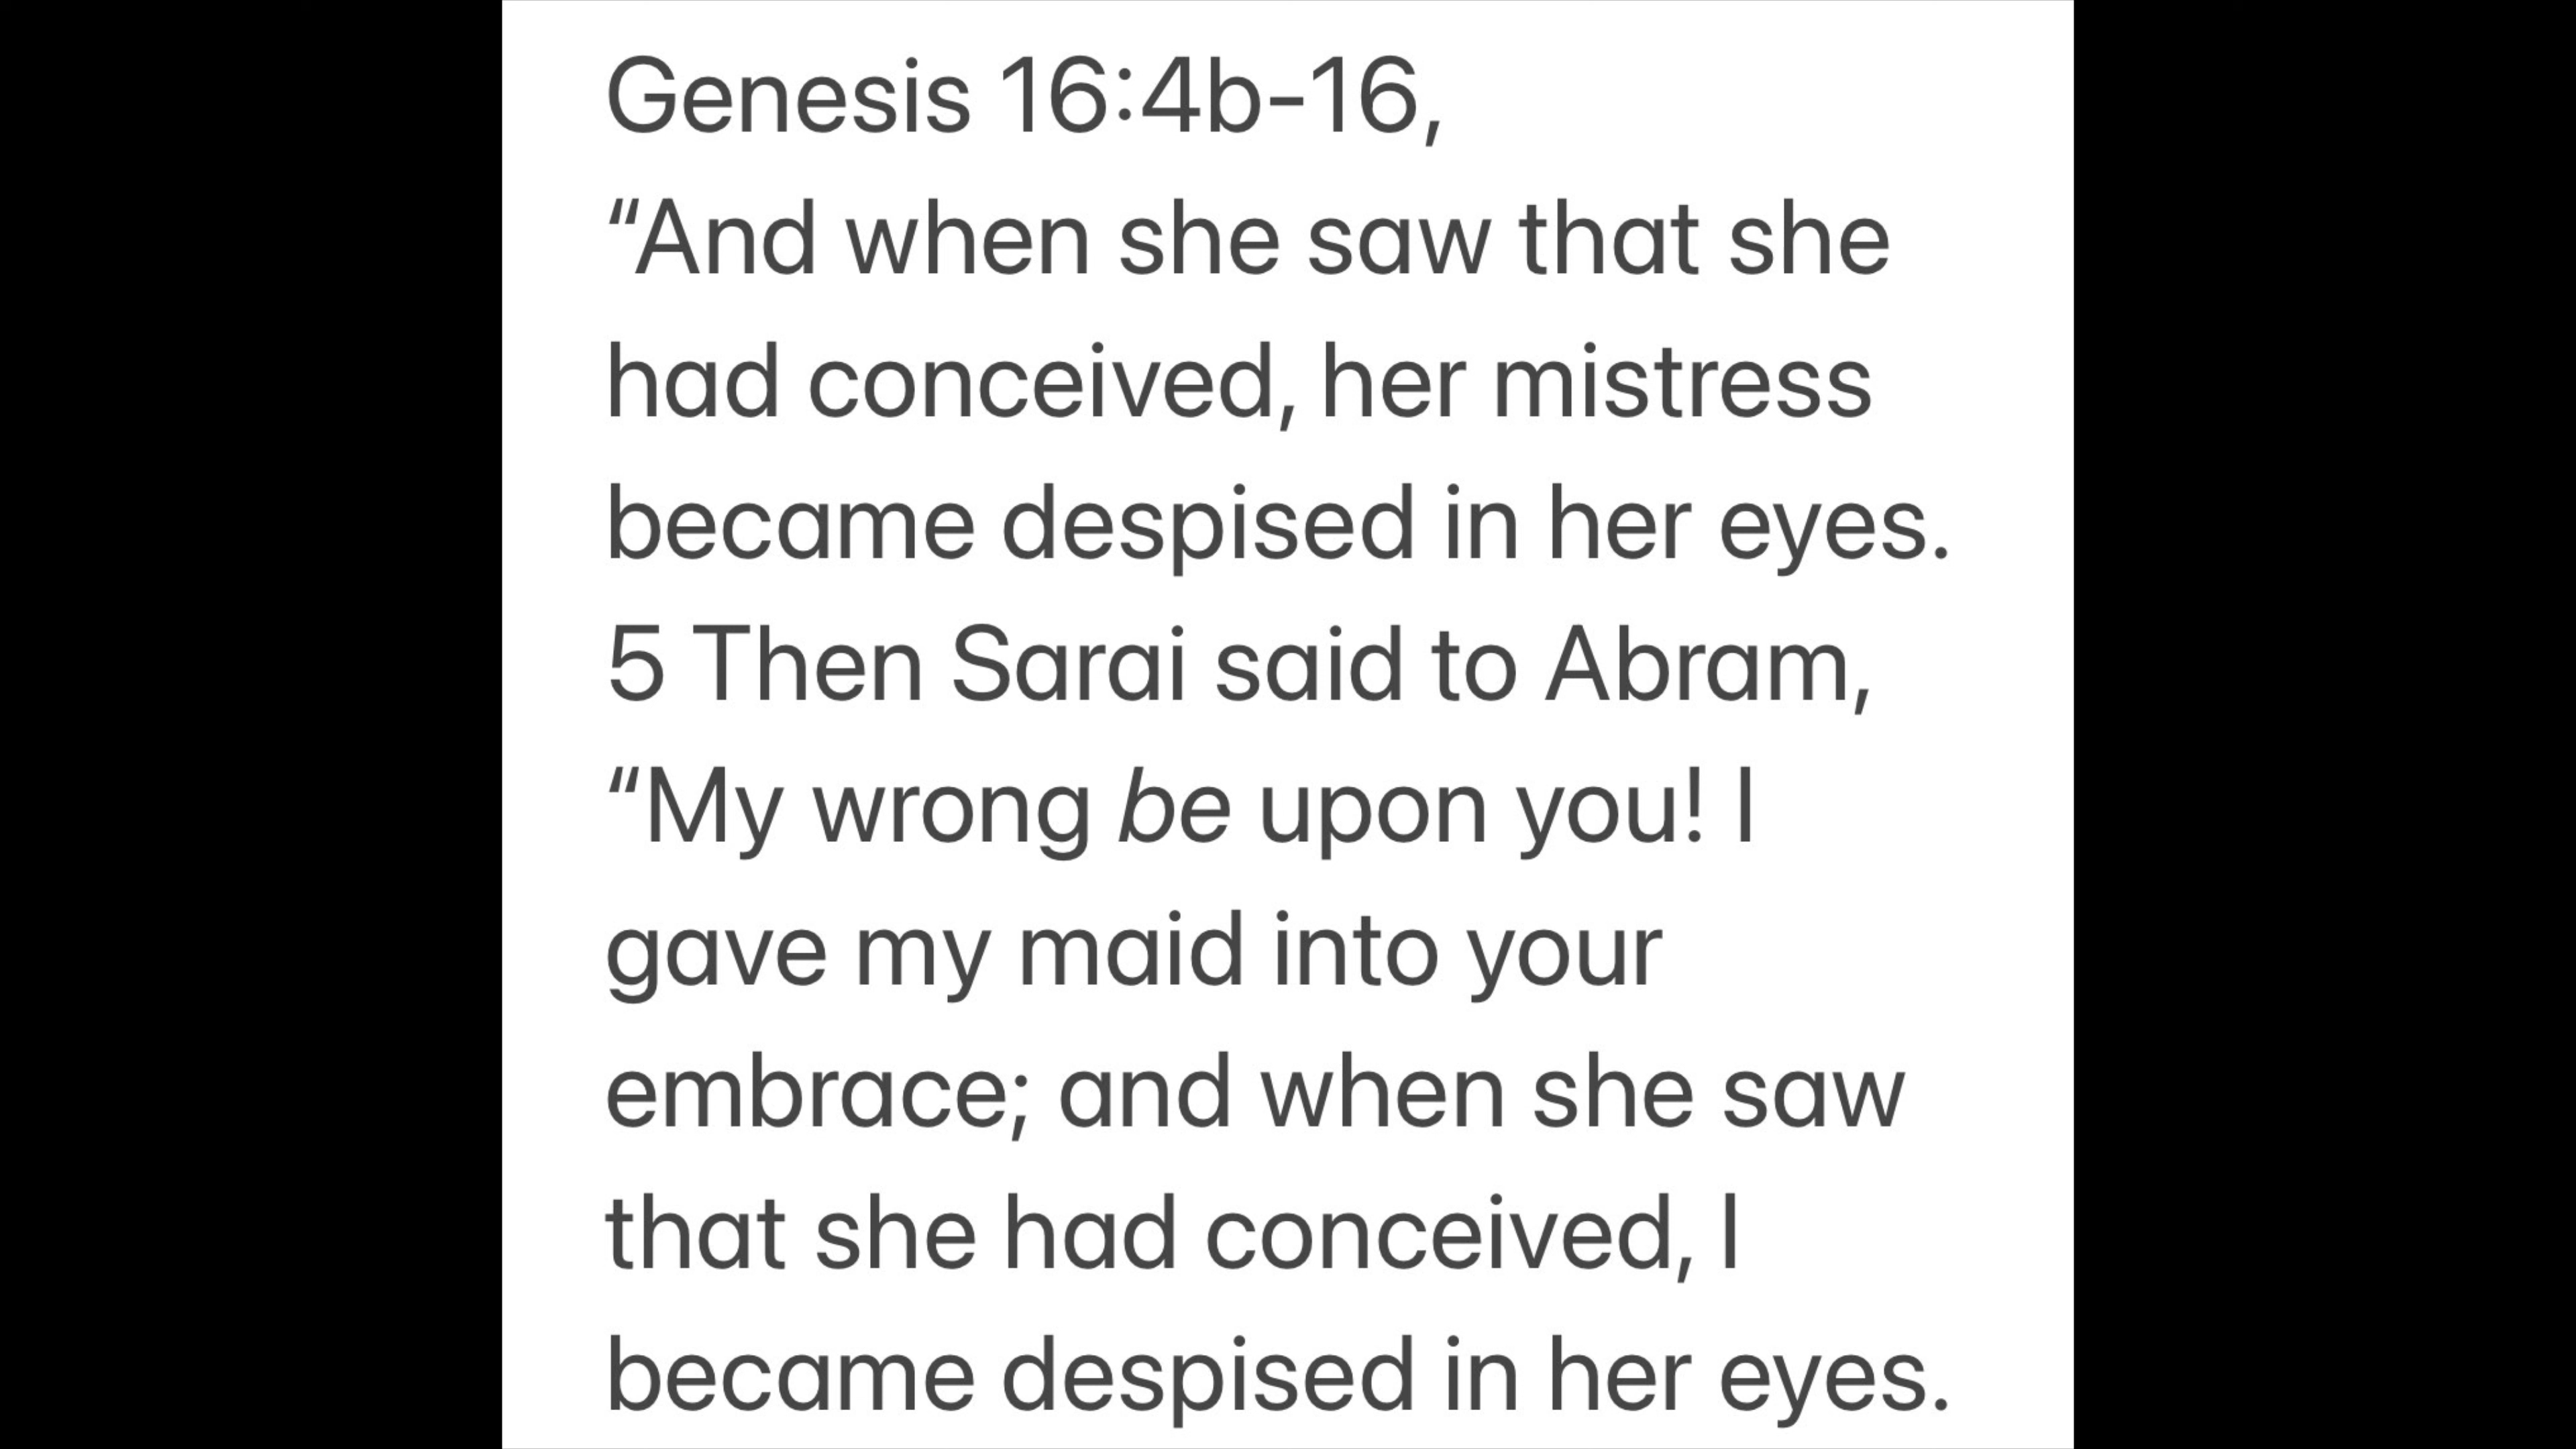 Genesis 16:4b-16,
“And when she saw that she
had conceived, her mistress
became despised in her eyes.
5 Then Sarai said to Abram,
“My wrong be upon you! I
gave my maid into your
embrace; and when she saw
that she had conceived, I
became despised in her eyes.